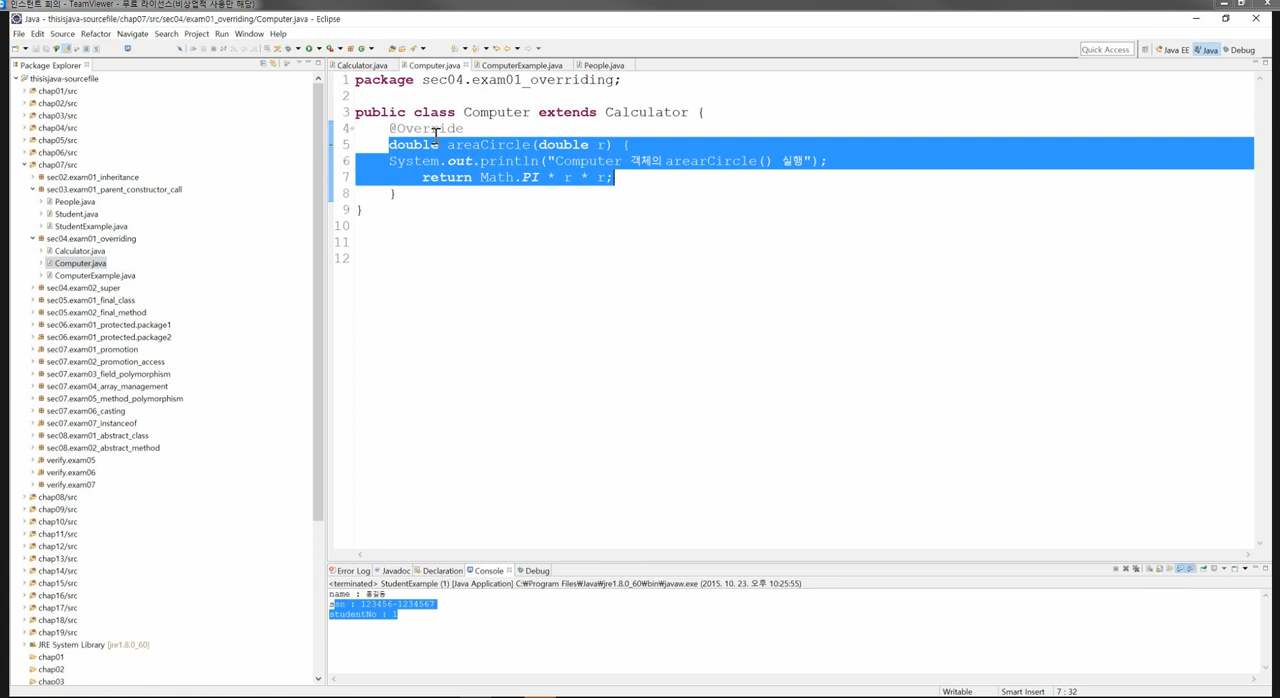 인스턴트 회의 - TeamViewer - 무료 라이선스(비상업적 사용만 해당)
Java - thisisjava-sourcefile/chap07/src/sec04/exam01_overriding/Computer.java - Eclipse
File Edit Source Refactor Navigate Search Project Run Window Help
Quick Access Java EE Java Debug
Package Explorer
thisisjava-sourcefile
chap01/src
chap02/src
chap03/src
chap04/src
chap05/src
chap06/src
chap07/src
sec02.exam01_inheritance
sec03.exam01_parent_constructor_call
People.java
Student.java
StudentExample.java
sec04.exam01_overriding
Calculator.java
Computer.java
ComputerExample.java
sec04.exam02_super
sec05.exam01_final_class
sec05.exam02_final_method
sec06.exam01_protected.package1
sec06.exam01_protected.package2
sec07.exam01_promotion
sec07.exam02_promotion_access
sec07.exam03_field_polymorphism
sec07.exam04_array_management
sec07.exam05_method_polymorphism
sec07.exam06_casting
sec07.exam07_instanceof
sec08.exam01_abstract_class
sec08.exam02_abstract_method
verify.exam05
verify.exam06
verify.exam07
chap08/src
chap09/src
chap10/src
chap11/src
chap12/src
chap13/src
chap14/src
chap15/src
chap16/src
chap17/src
chap18/src
chap19/src
JRE System Library [jre1.8.0_60]
chap01
chap02
chap03
Calculator.java Computer.java ComputerExample.java People.java
1 package sec04.exam01_overriding;
2
3 public class Computer extends Calculator {
4 @Override
5 double areaCircle(double r) {
6 System.out.println("Computer 객체의 arearCircle() 실행");
7 return Math.PI * r * r;
8 }
9 }
10
11
12
Error Log Javadoc Declaration Console Debug
<terminated> StudentExample (1) [Java Application] C:₩Program Files₩Java₩jre1.8.0_60₩bin₩javaw.exe (2015. 10. 23. 오후 10:25:55)
name : 홍길동
ssn : 123456-1234567
studentNo : 1
Writable Smart Insert 7 : 32